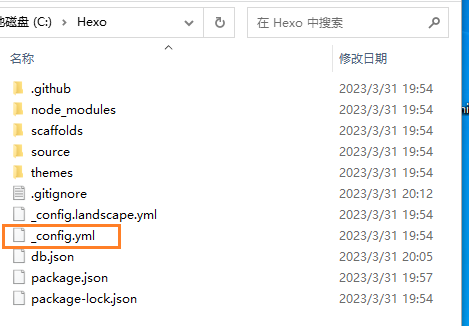 地磁盘 (C:) › Hexo
在 Hexo 中搜索
名称 修改日期
.github 2023/3/31 19:54
node_modules 2023/3/31 19:54
scaffolds 2023/3/31 19:54
source 2023/3/31 19:54
themes 2023/3/31 19:54
.gitignore 2023/3/31 20:12
_config.landscape.yml 2023/3/31 19:54
_config.yml 2023/3/31 19:54
db.json 2023/3/31 20:05
package.json 2023/3/31 19:57
package-lock.json 2023/3/31 19:54